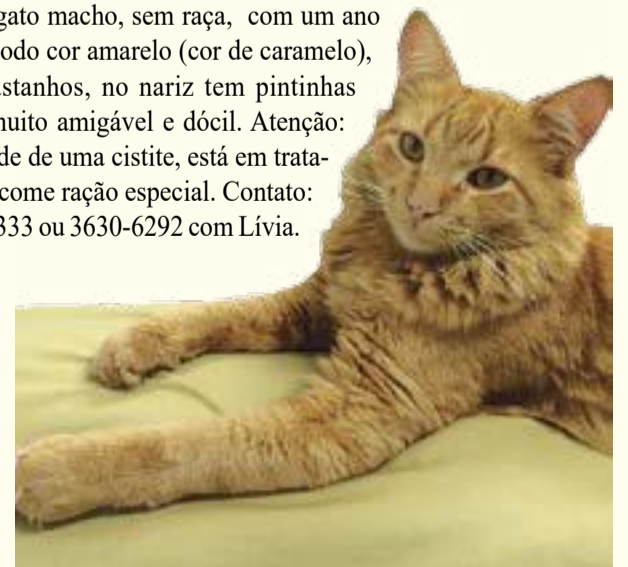 gato macho, sem raça, com um ano
odo cor amarelo (cor de caramelo),
stanhos, no nariz tem pintinhas
muito amigável e dócil. Atenção:
de de uma cistite, está em trata-
come ração especial. Contato:
333 ou 3630-6292 com Lívia.